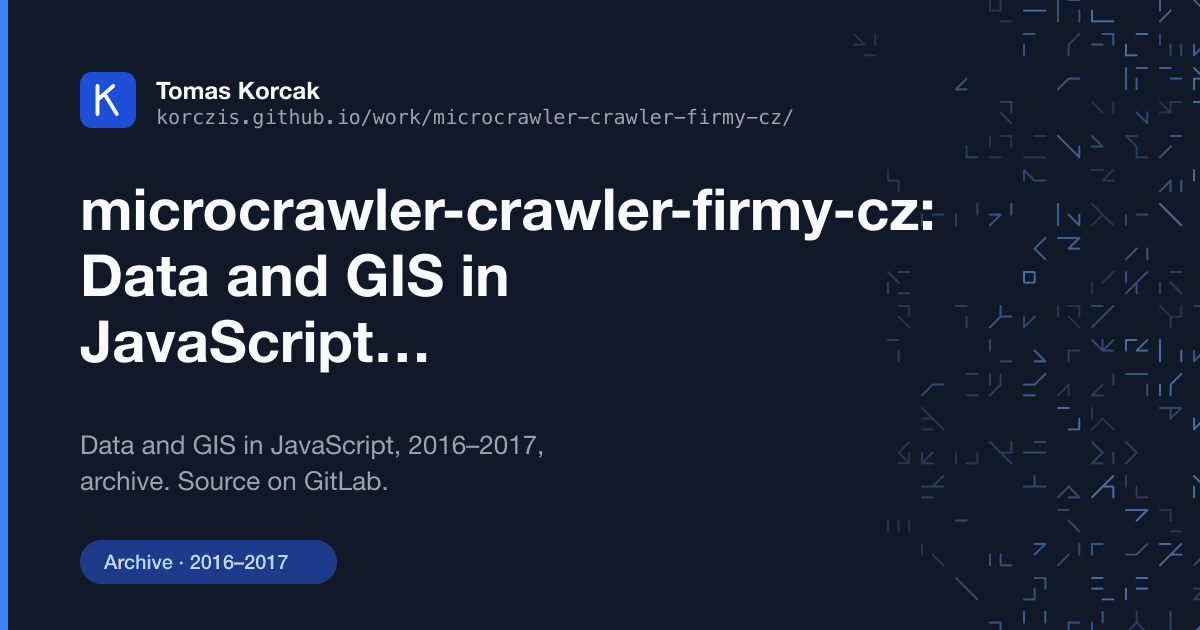 K
Tomas Korcak
korczis.github.io/work/microcrawler-crawler-firmy-cz/
microcrawler-crawler-firmy-cz:
Data and GIS in
JavaScript…
Data and GIS in JavaScript, 2016–2017,
archive. Source on GitLab.
Archive · 2016–2017